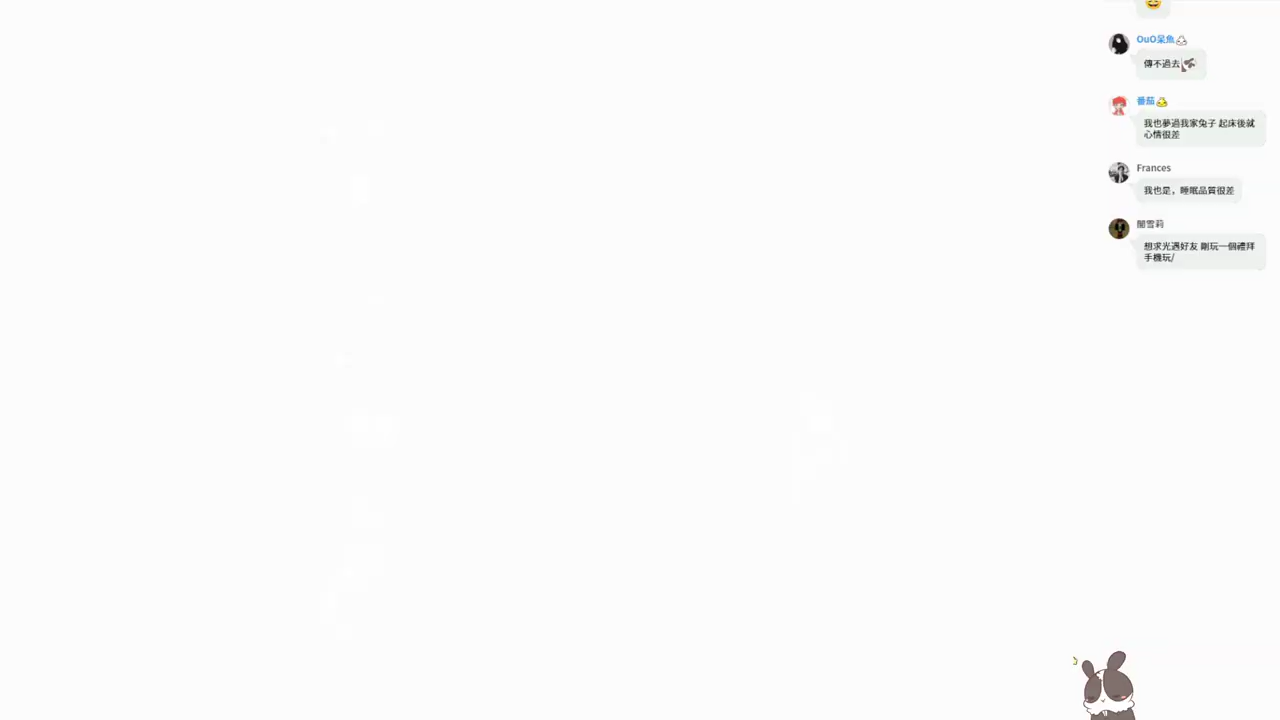 OuO呆魚
傳不過去
番茄
我也夢過我家兔子 起床後就
心情很差
Frances
我也是，睡眠品質很差
閻雪莉
想求光遇好友 剛玩一個禮拜
手機玩/